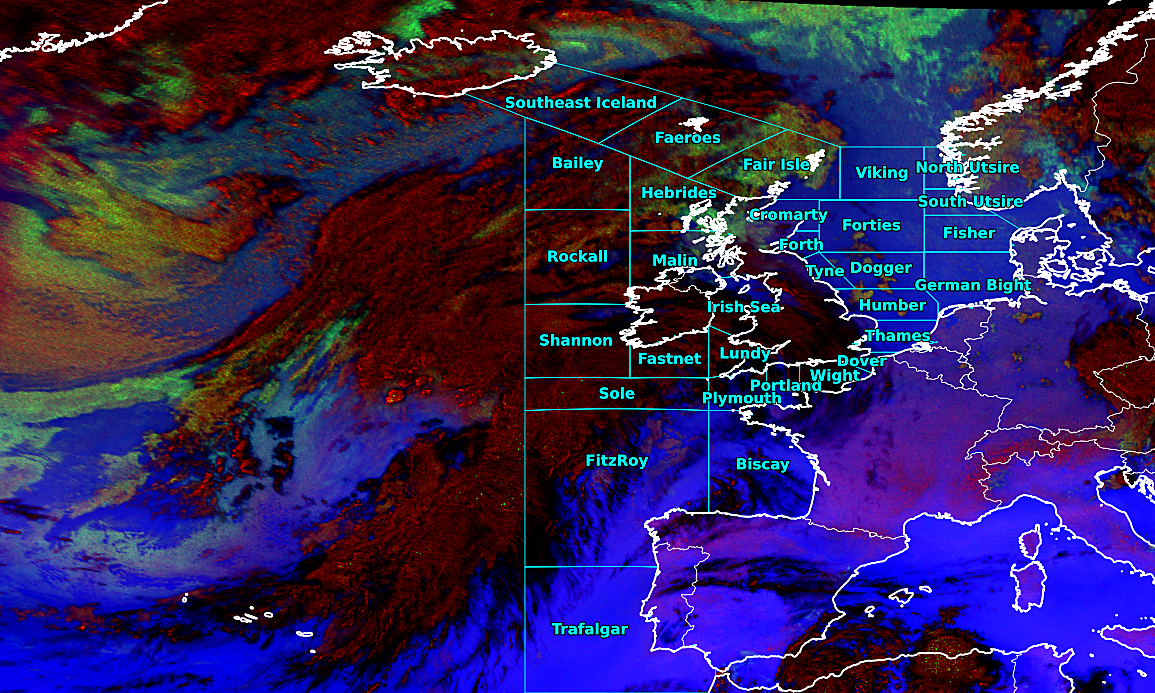 Southeast Iceland
Faeroes
Bailey
Fair Isle
North Utsire
Viking
Hebrides
South Utsire
Cromarty
Forties
Fisher
Forth
Rockall
Malin
Tyne
Dogger
German Bight
Irish Sea
Humber
Shannon
Thames
Fastnet
Lundy
Dover
Wight
Portland
Sole
Plymouth
FitzRoy
Biscay
Trafalgar